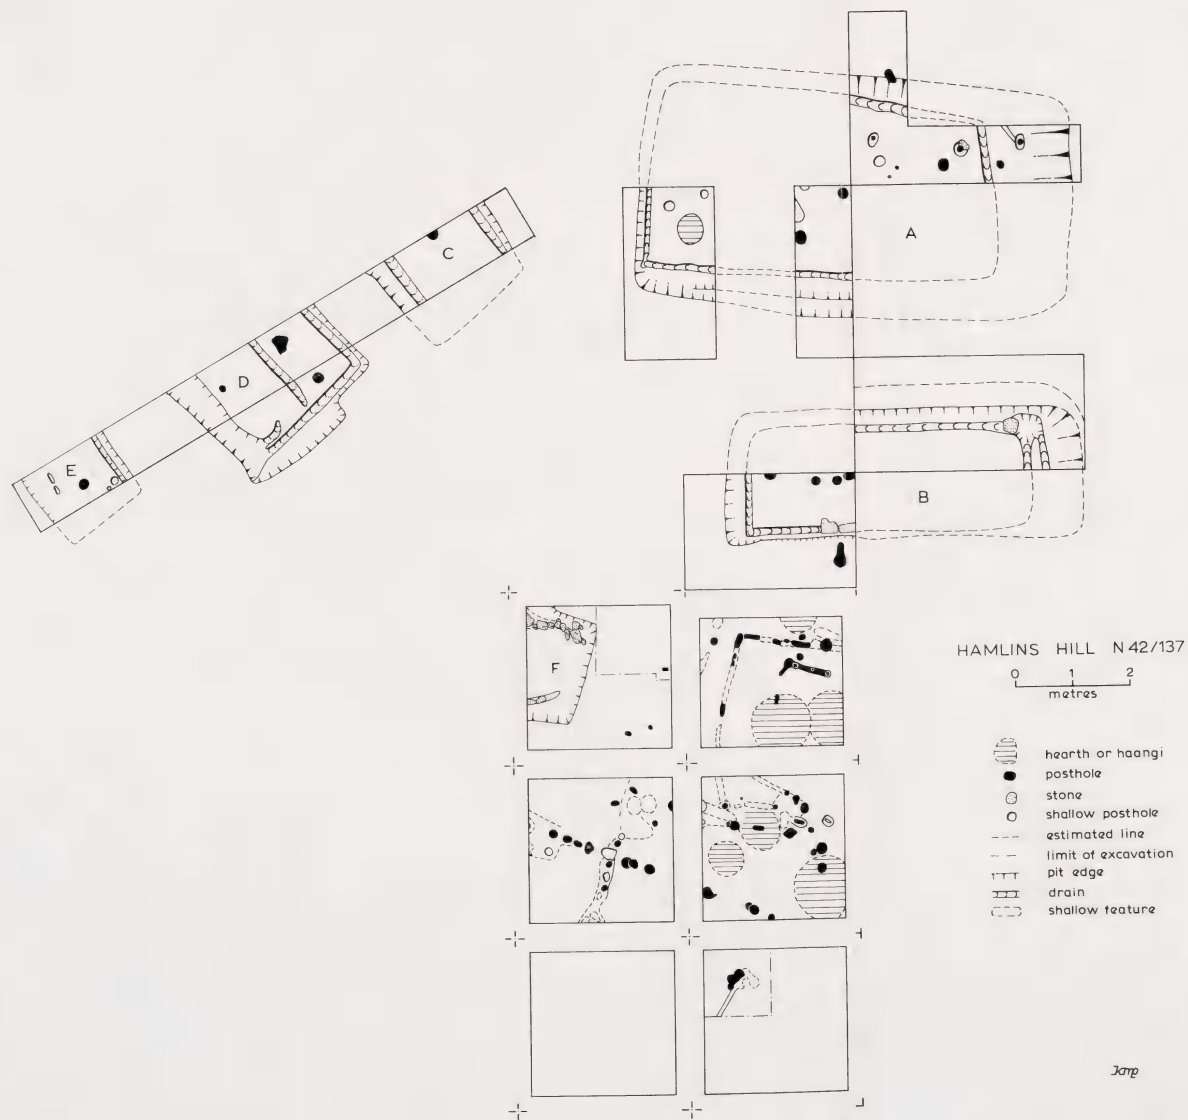 A
C
D
E
B
F
HAMLINS HILL N42/137
0 1 2
metres
hearth or haangi
posthole
stone
shallow posthole
estimated line
limit of excavation
pit edge
drain
shallow feature